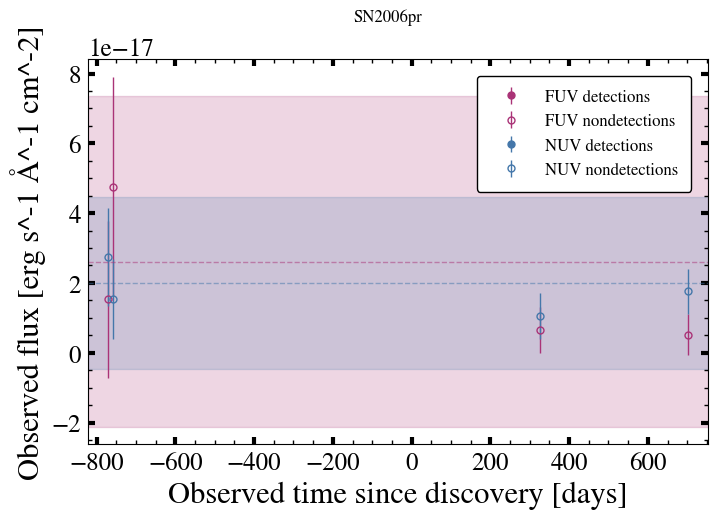 SN2006pr
1e−17
Observed flux [erg s^-1 Å^-1 cm^-2]
8
6
4
2
0
−2
FUV detections
FUV nondetections
NUV detections
NUV nondetections
−800 −600 −400 −200 0 200 400 600
Observed time since discovery [days]